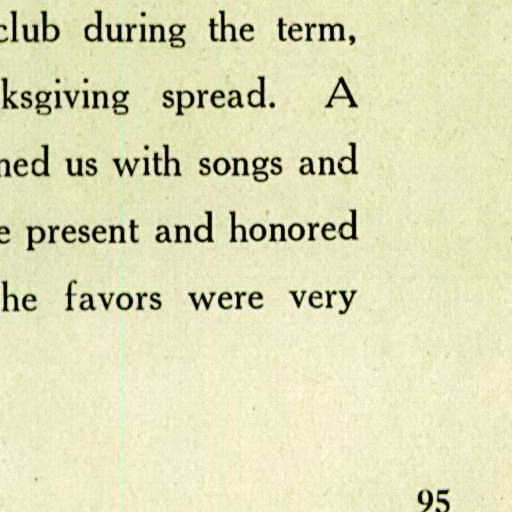 club during the term,
ksgiving spread. A
ned us with songs and
e present and honored
he favors were very
95